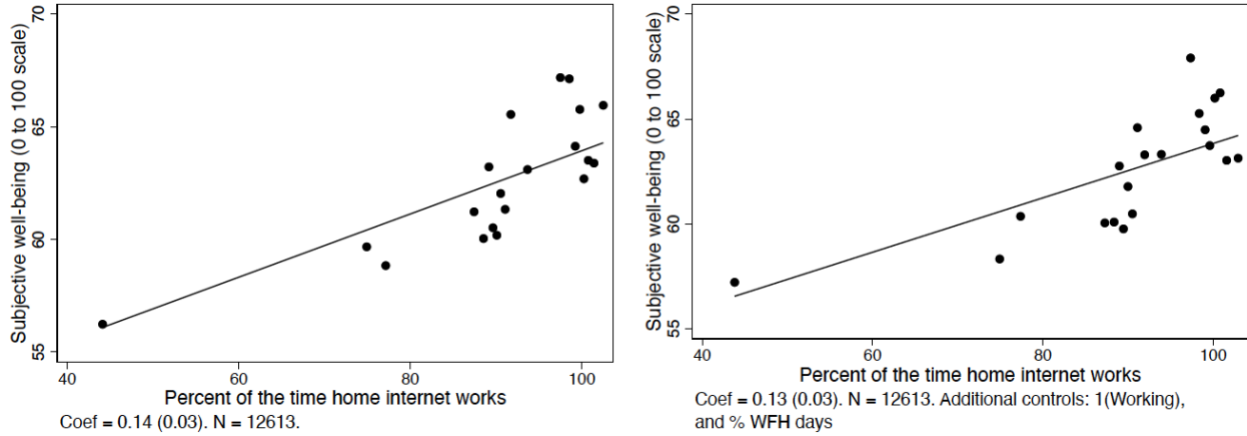 Subjective well-being (0 to 100 scale)
70
65
60
55
40
60
80
100
Percent of the time home internet works
Coef = 0.14 (0.03). N = 12613.
Subjective well-being (0 to 100 scale)
70
65
60
55
40
60
80
100
Percent of the time home internet works
Coef = 0.13 (0.03). N = 12613. Additional controls: 1(Working),
and % WFH days